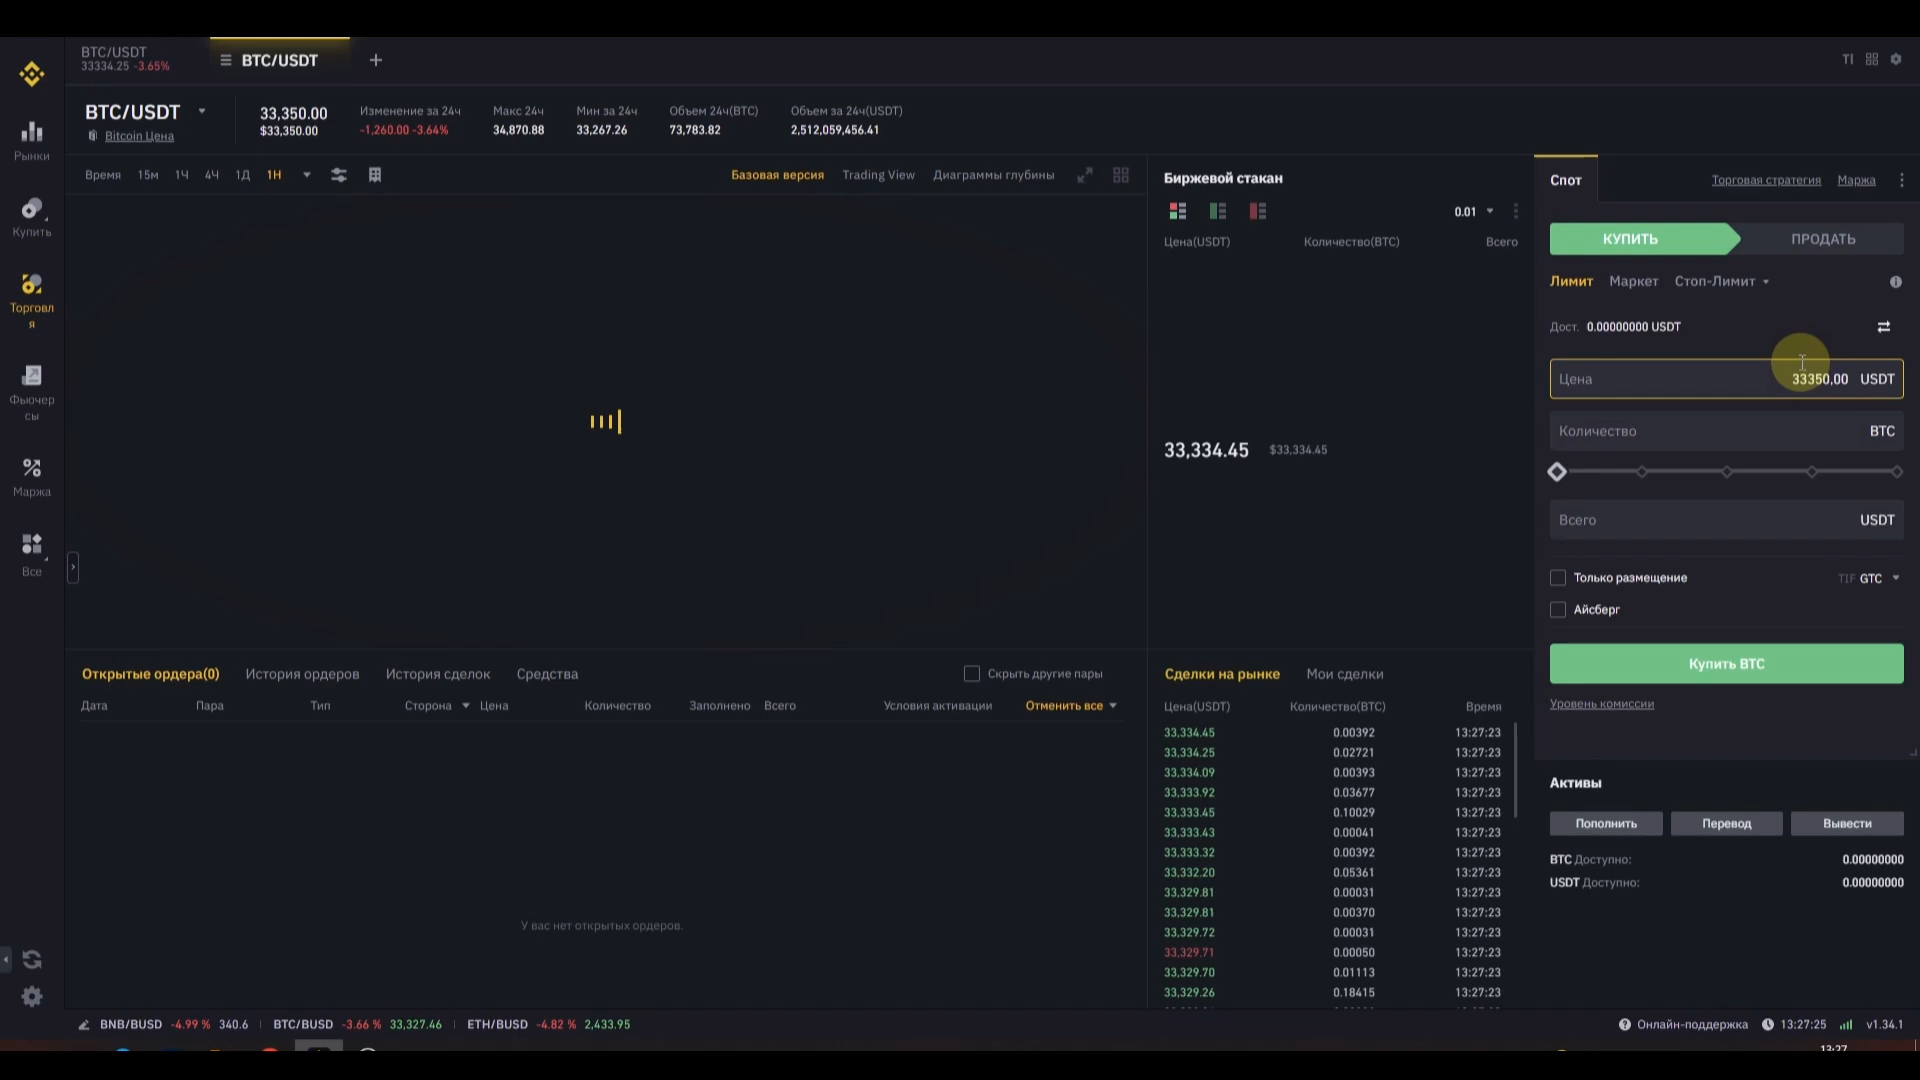 BTC/USDT
33334.25 -3.65%
BTC/USDT
TI
BTC/USDT
Bitcoin Цена
33,350.00
$33,350.00
Изменение за 24ч
-1,260.00 -3.64%
Макс 24ч
34,870.88
Мин за 24ч
33,267.26
Объем 24ч(BTC)
73,783.82
Объем за 24ч(USDT)
2,512,059,456.41
Рынки
Купить
Торговл
я
Фьючер
сы
Маржа
Все
Время 15м 1Ч 4Ч 1Д 1Н
Базовая версия Trading View Диаграммы глубины
Биржевой стакан
0.01
Цена(USDT) Количество(BTC) Всего
33,334.45 $33,334.45
Спот Торговая стратегия Маржа
КУПИТЬ ПРОДАТЬ
Лимит Маркет Стоп-Лимит
Дост. 0.00000000 USDT
Цена 33350,00 USDT
Количество BTC
Всего USDT
Только размещение TIF GTC
Айсберг
Купить BTC
Уровень комиссии
Открытые ордера(0) История ордеров История сделок Средства Скрыть другие пары
Дата Пара Тип Сторона Цена Количество Заполнено Всего Условия активации Отменить все
У вас нет открытых ордеров.
Сделки на рынке Мои сделки
Цена(USDT) Количество(BTC) Время
33,334.45 0.00392 13:27:23
33,334.25 0.02721 13:27:23
33,334.09 0.00393 13:27:23
33,333.92 0.03677 13:27:23
33,333.45 0.10029 13:27:23
33,333.43 0.00041 13:27:23
33,333.32 0.00392 13:27:23
33,332.20 0.05361 13:27:23
33,329.81 0.00031 13:27:23
33,329.81 0.00370 13:27:23
33,329.72 0.00031 13:27:23
33,329.71 0.00050 13:27:23
33,329.70 0.01113 13:27:23
33,329.26 0.18415 13:27:23
Активы
Пополнить Перевод Вывести
BTC Доступно: 0.00000000
USDT Доступно: 0.00000000
BNB/BUSD -4.99 % 340.6 BTC/BUSD -3.66 % 33,327.46 ETH/BUSD -4.82 % 2,433.95
Онлайн-поддержка 13:27:25 v1.34.1
13:27